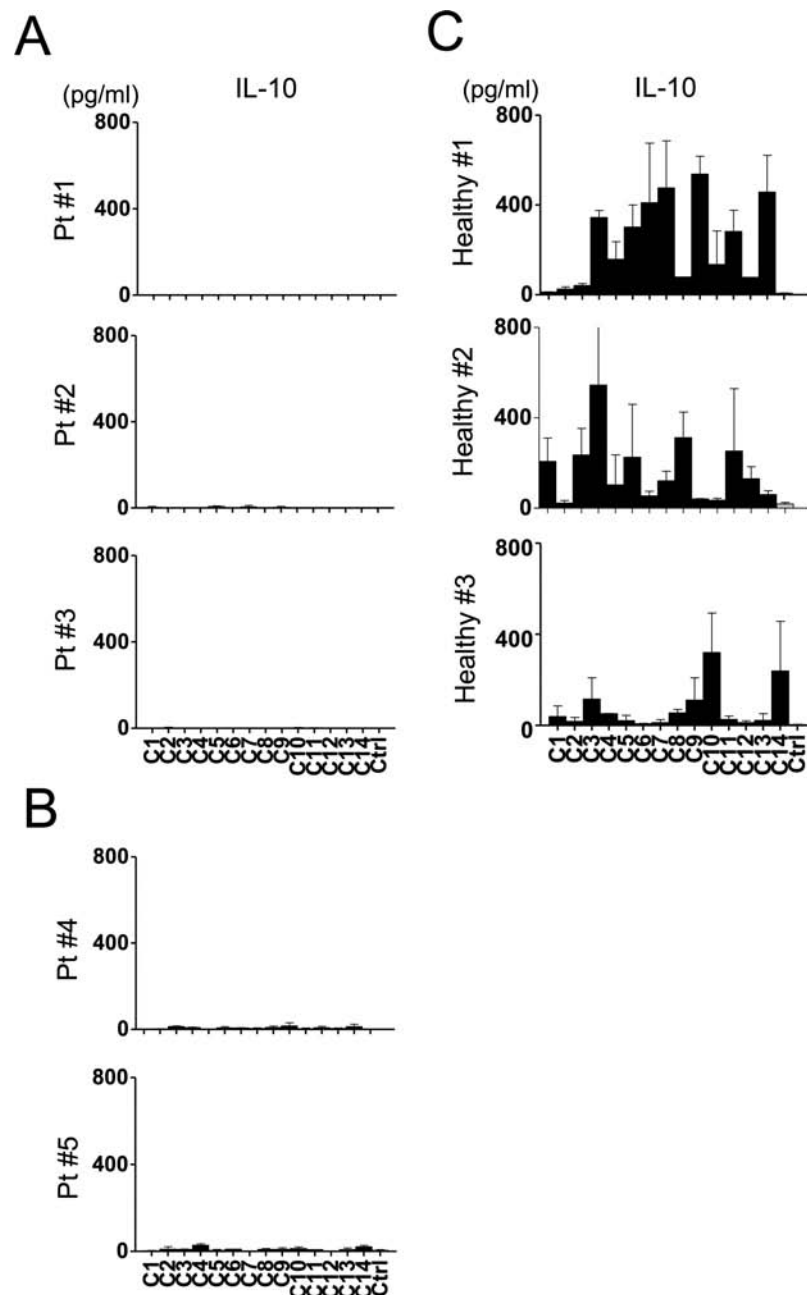 A
(pg/ml)
IL-10
Pt #1
800
400
0
Pt #2
800
400
0
Pt #3
800
400
0
C1 C2 C3 C4 C5 C6 C7 C8 C9 C10 C11 C12 C13 C14 Ctrl
B
Pt #4
800
400
0
Pt #5
800
400
0
C1 C2 C3 C4 C5 C6 C7 C8 C9 C10 x11 x12 x13 x14 Ctrl
C
(pg/ml)
IL-10
Healthy #1
800
400
0
Healthy #2
800
400
0
Healthy #3
800
400
0
C1 C2 C3 C4 C5 C6 C7 C8 C9 C10 C11 C12 C13 C14 Ctrl